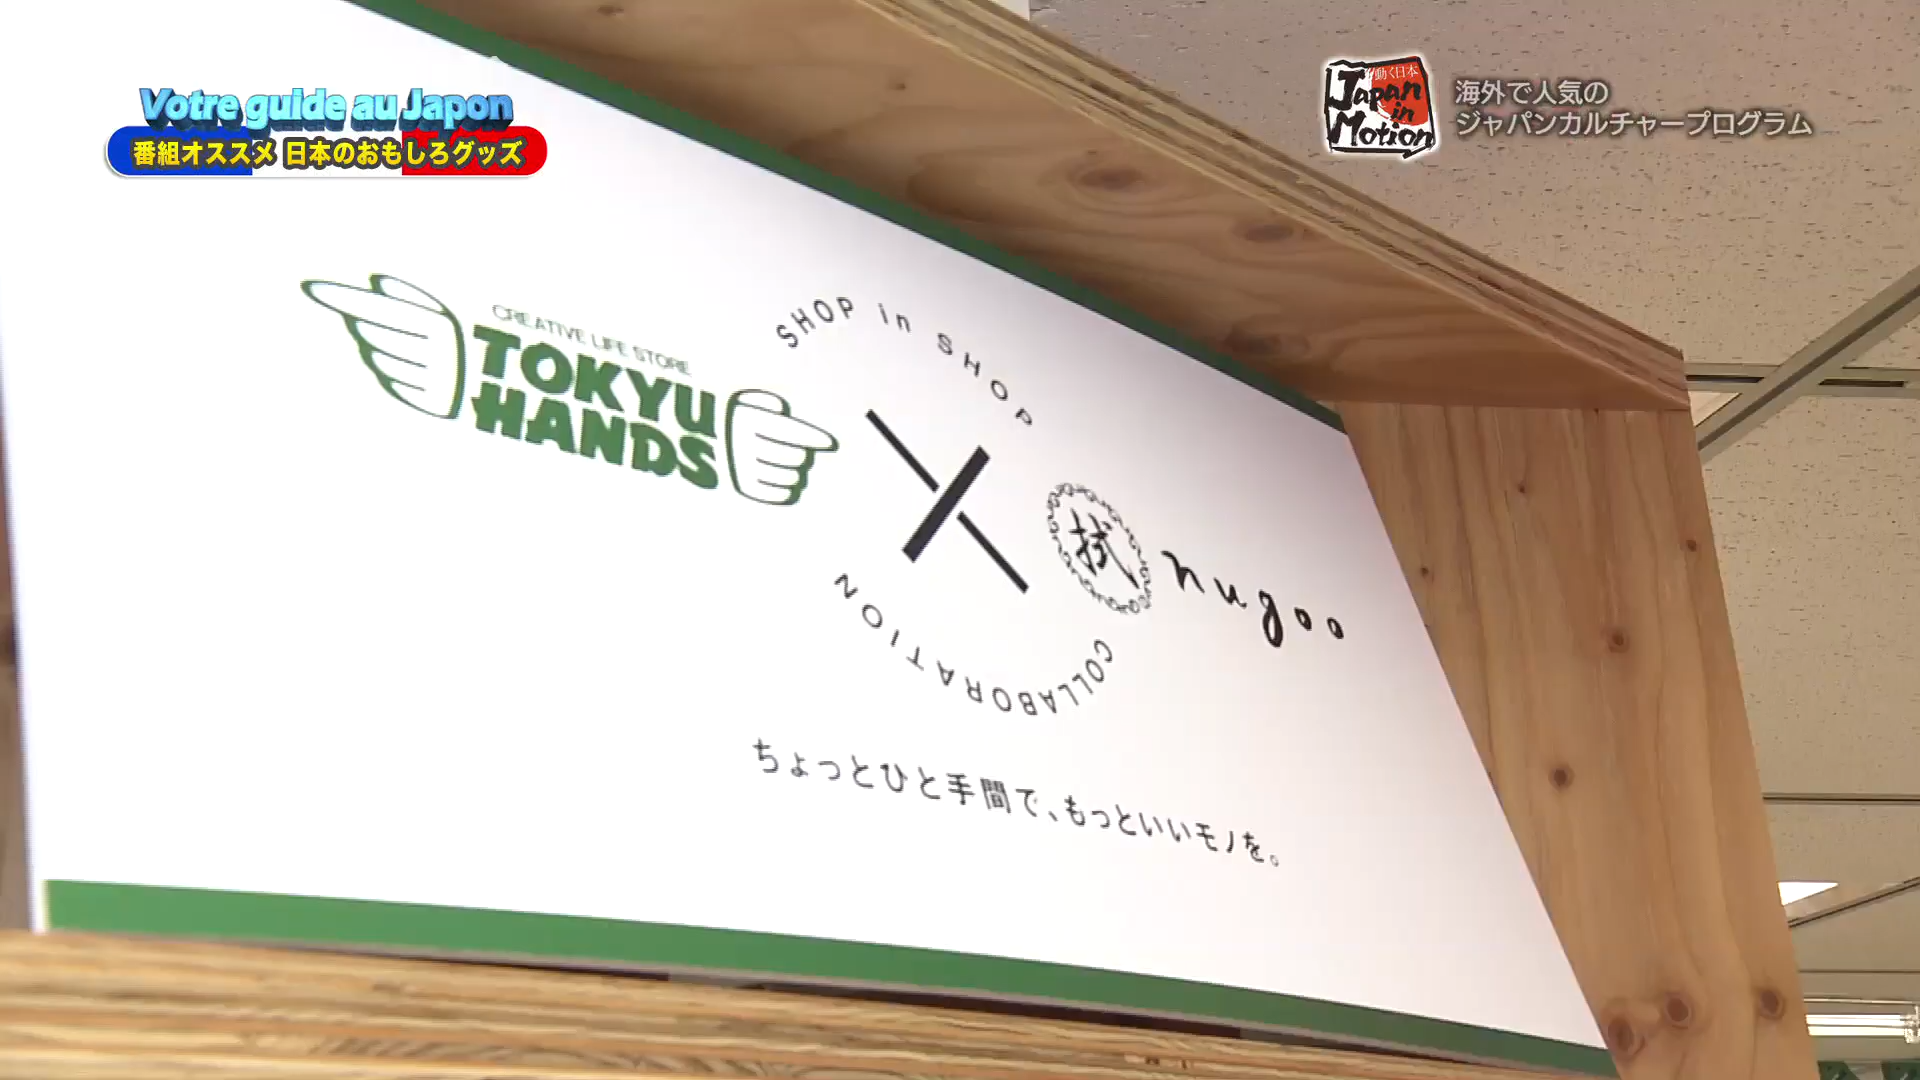 Votre guide au Japon
番組オススメ 日本のおもしろグッズ
動く日本
Japan
in
Motion
海外で人気の
ジャパンカルチャープログラム
CREATIVE LIFE STORE
TOKYU
HANDS
SHOP in SHOP
拭
nugoo
COLLABORATION
ちょっとひと手間で、もっといいモノを。